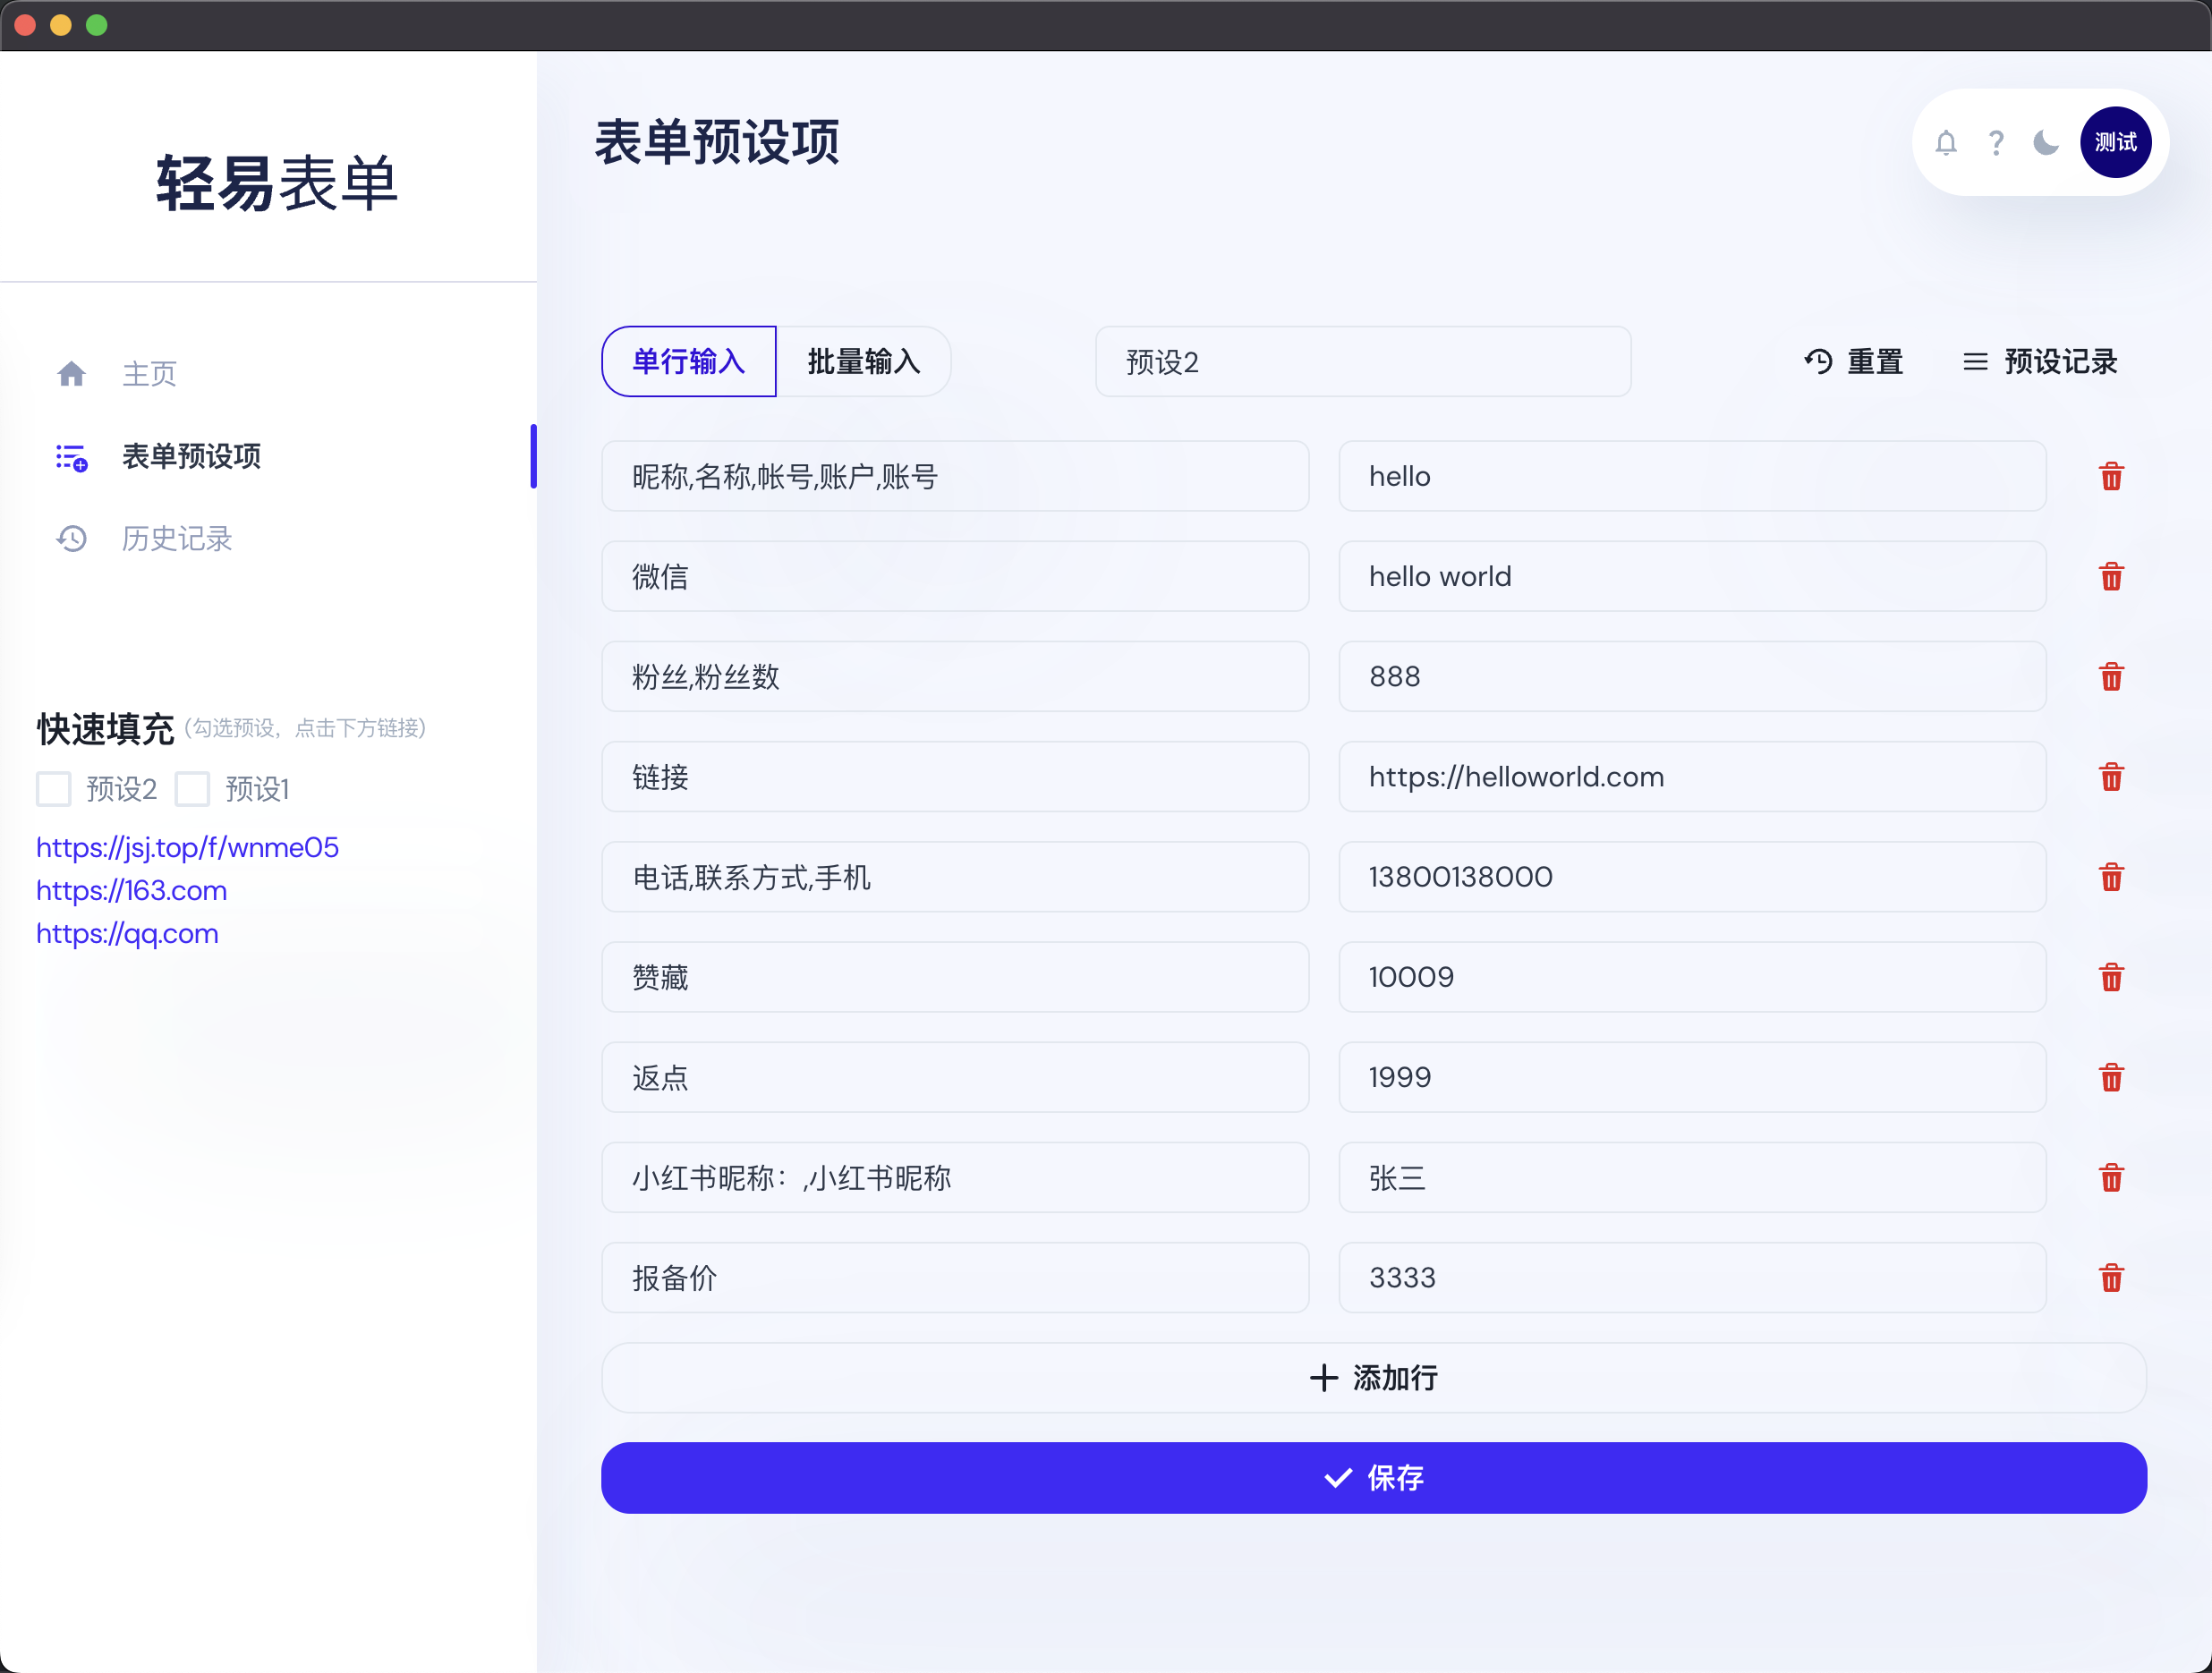 轻易表单
主页
表单预设项
历史记录
快速填充 (勾选预设，点击下方链接)
预设2 预设1
https://jsj.top/f/wnme05
https://163.com
https://qq.com
表单预设项
? 测试
单行输入 批量输入 预设2 重置 预设记录
昵称,名称,帐号,账户,账号 hello
微信 hello world
粉丝,粉丝数 888
链接 https://helloworld.com
电话,联系方式,手机 13800138000
赞藏 10009
返点 1999
小红书昵称：,小红书昵称 张三
报备价 3333
添加行
保存